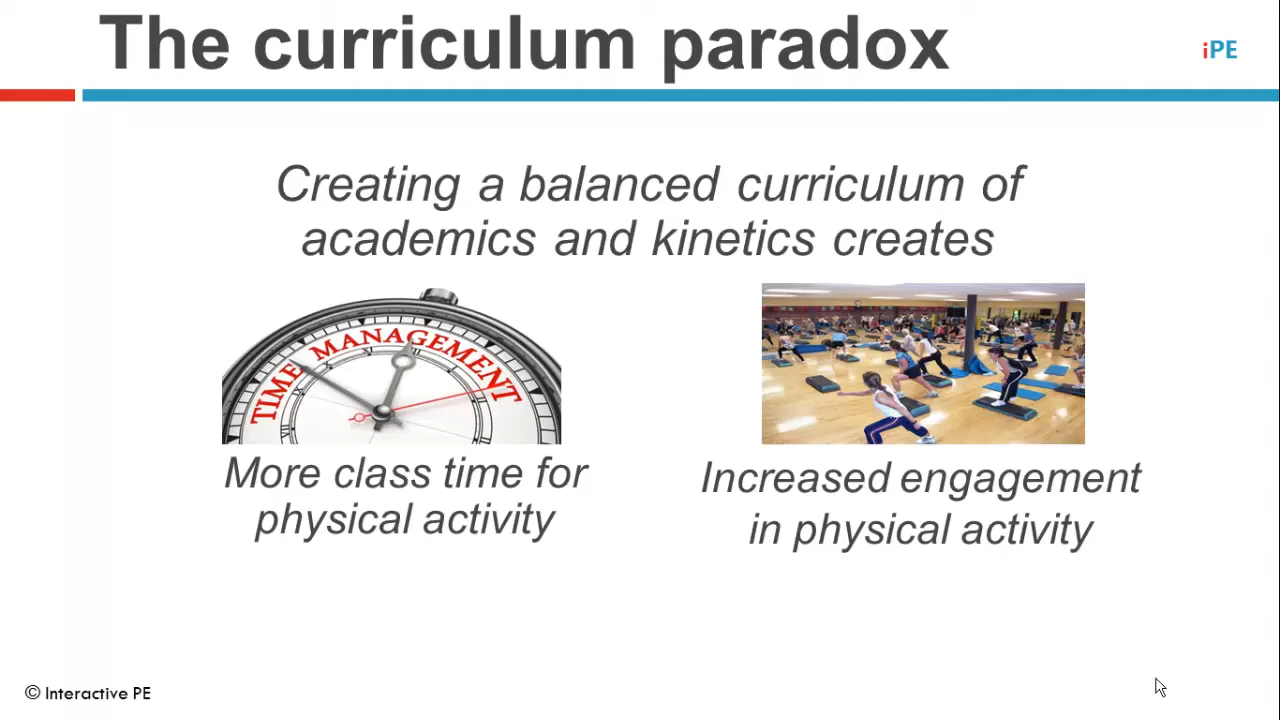 The curriculum paradox
iPE
Creating a balanced curriculum of
academics and kinetics creates
TIME MANAGEMENT
More class time for
physical activity
Increased engagement
in physical activity
© Interactive PE